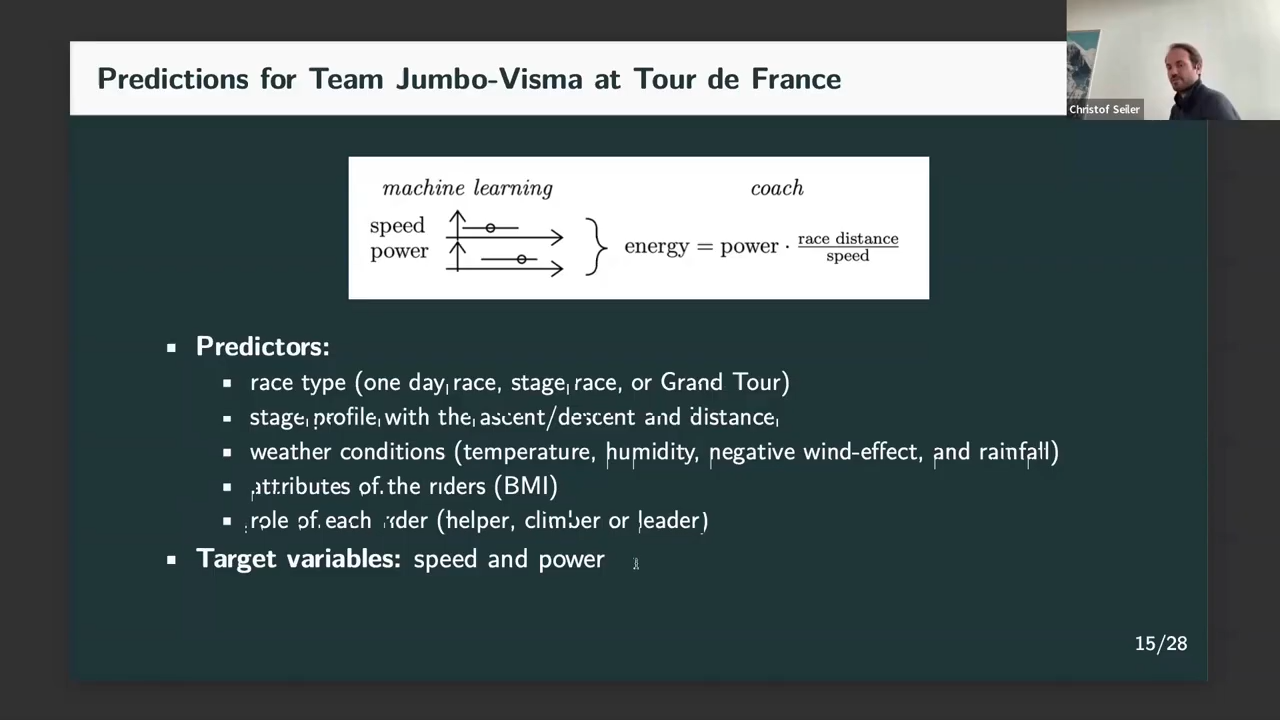 Predictions for Team Jumbo-Visma at Tour de France
Christof Seiler
machine learning
coach
speed
power
energy = power · race distance / speed
Predictors:
race type (one day race, stage race, or Grand Tour)
stage profile with the ascent/descent and distance
weather conditions (temperature, humidity, negative wind-effect, and rainfall)
attributes of the riders (BMI)
role of each rider (helper, climber or leader)
Target variables: speed and power
15/28